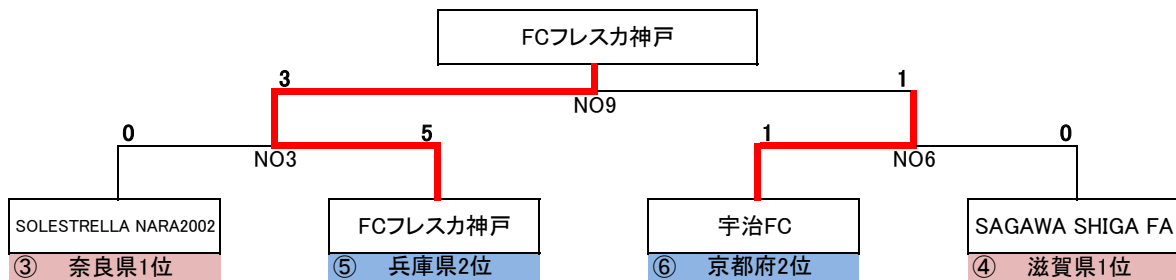 FCフレスカ神戸
3
1
NO9
0
5
1
0
NO3
NO6
SOLESTRELLA NARA2002
FCフレスカ神戸
宇治FC
SAGAWA SHIGA FA
③ 奈良県1位
⑤ 兵庫県2位
⑥ 京都府2位
④ 滋賀県1位